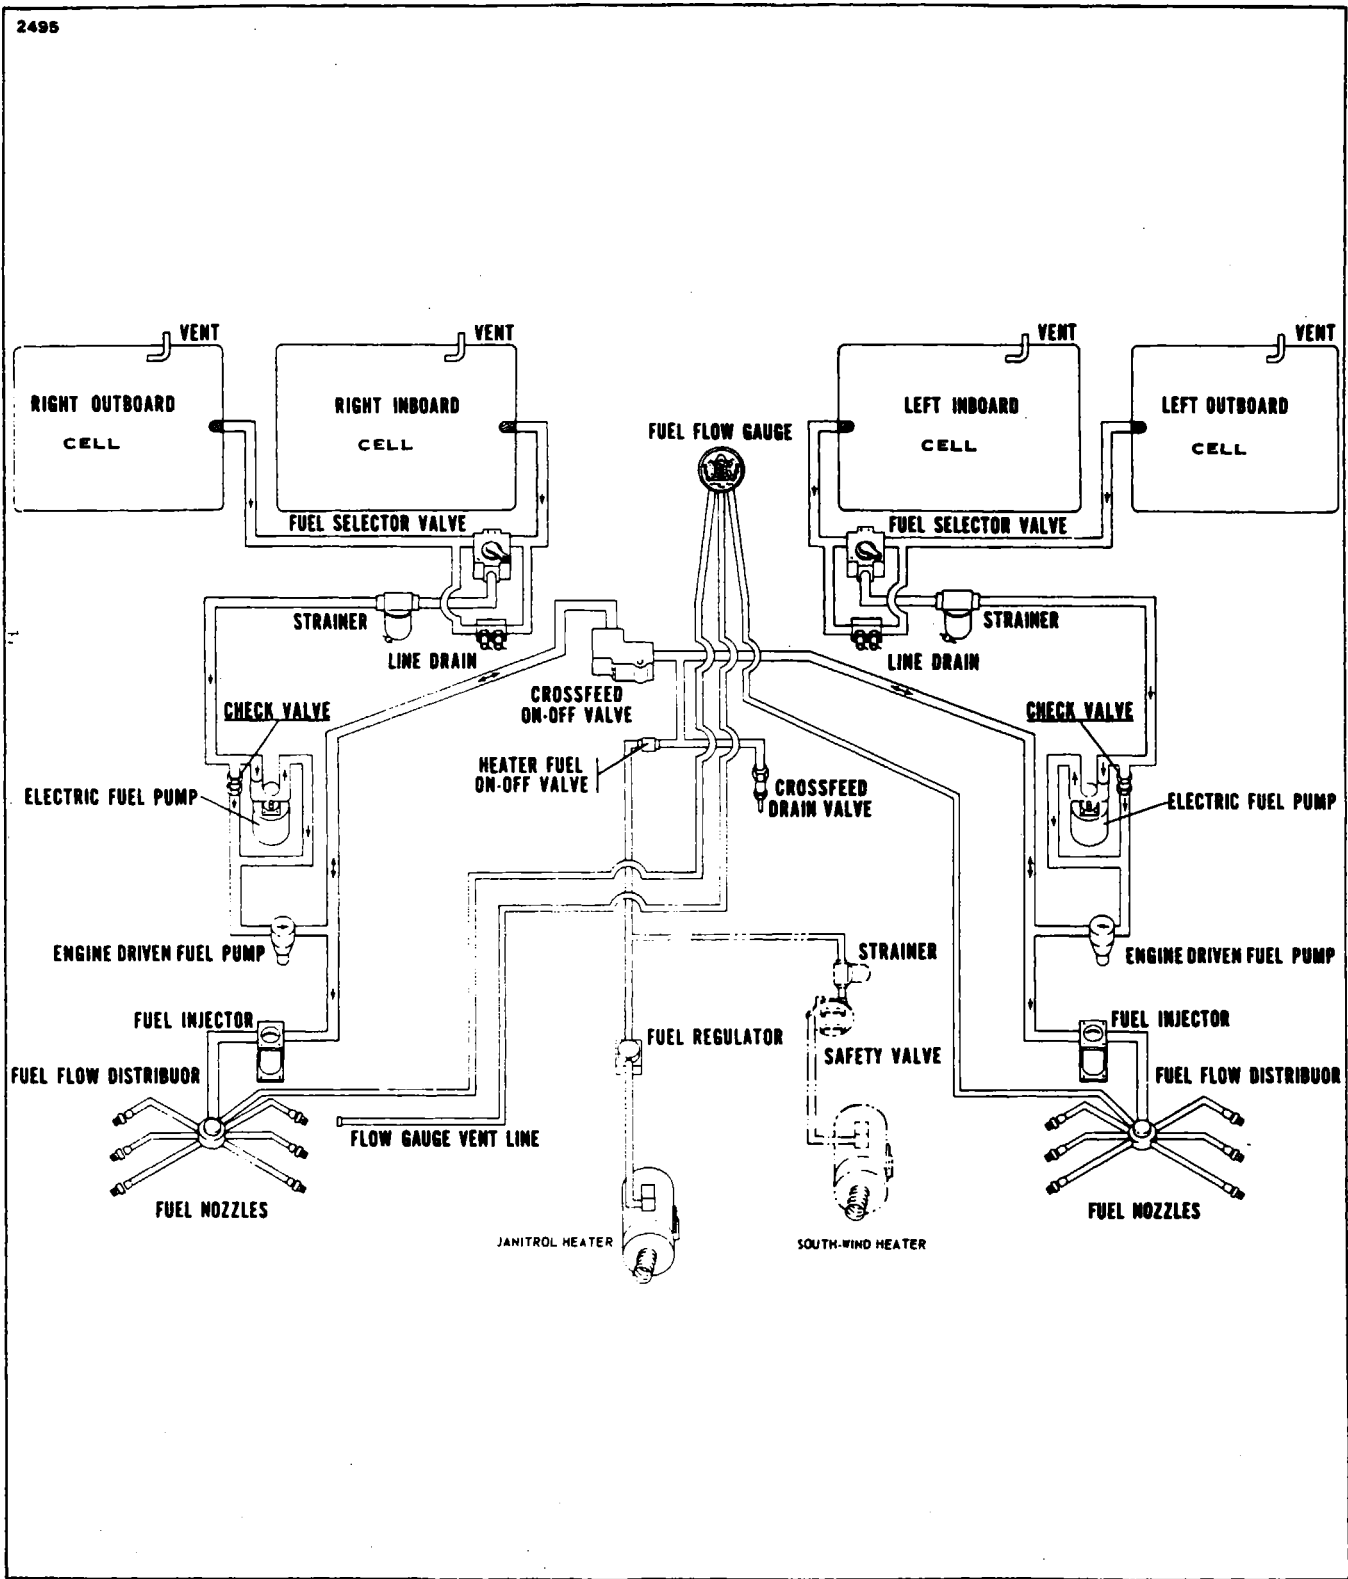 2495
VENT
VENT
VENT
VENT
RIGHT OUTBOARD
CELL
RIGHT INBOARD
CELL
LEFT INBOARD
CELL
LEFT OUTBOARD
CELL
FUEL FLOW GAUGE
FUEL SELECTOR VALVE
FUEL SELECTOR VALVE
STRAINER
STRAINER
LINE DRAIN
LINE DRAIN
CROSSFEED
ON-OFF VALVE
CHECK VALVE
CHECK VALVE
HEATER FUEL
ON-OFF VALVE
CROSSFEED
DRAIN VALVE
ELECTRIC FUEL PUMP
ELECTRIC FUEL PUMP
ENGINE DRIVEN FUEL PUMP
STRAINER
ENGINE DRIVEN FUEL PUMP
FUEL INJECTOR
FUEL REGULATOR
SAFETY VALVE
FUEL INJECTOR
FUEL FLOW DISTRIBUOR
FUEL FLOW DISTRIBUOR
FLOW GAUGE VENT LINE
FUEL NOZZLES
FUEL NOZZLES
JANITROL HEATER
SOUTH-WIND HEATER